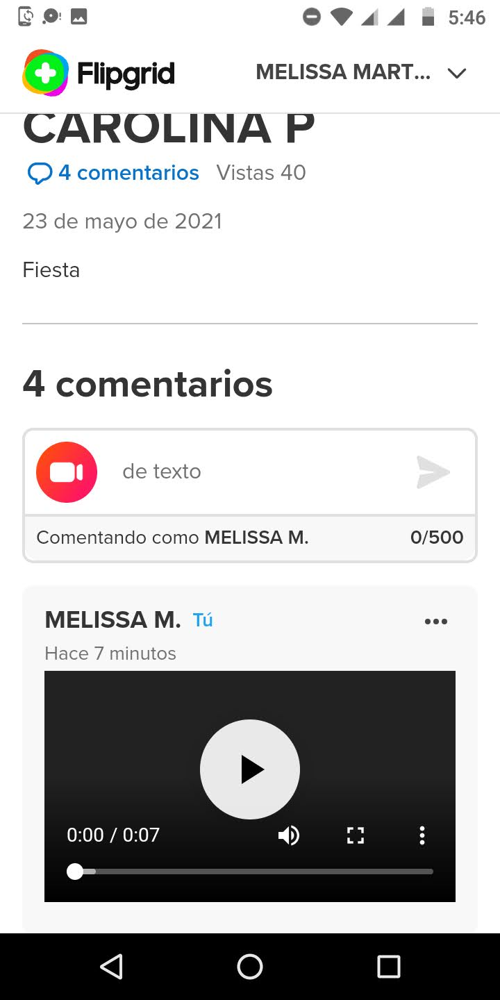 5:46
Flipgrid
MELISSA MART...
CAROLINA P
4 comentarios Vistas 40
23 de mayo de 2021
Fiesta
4 comentarios
de texto
Comentando como MELISSA M. 0/500
MELISSA M. Tú
Hace 7 minutos
0:00 / 0:07